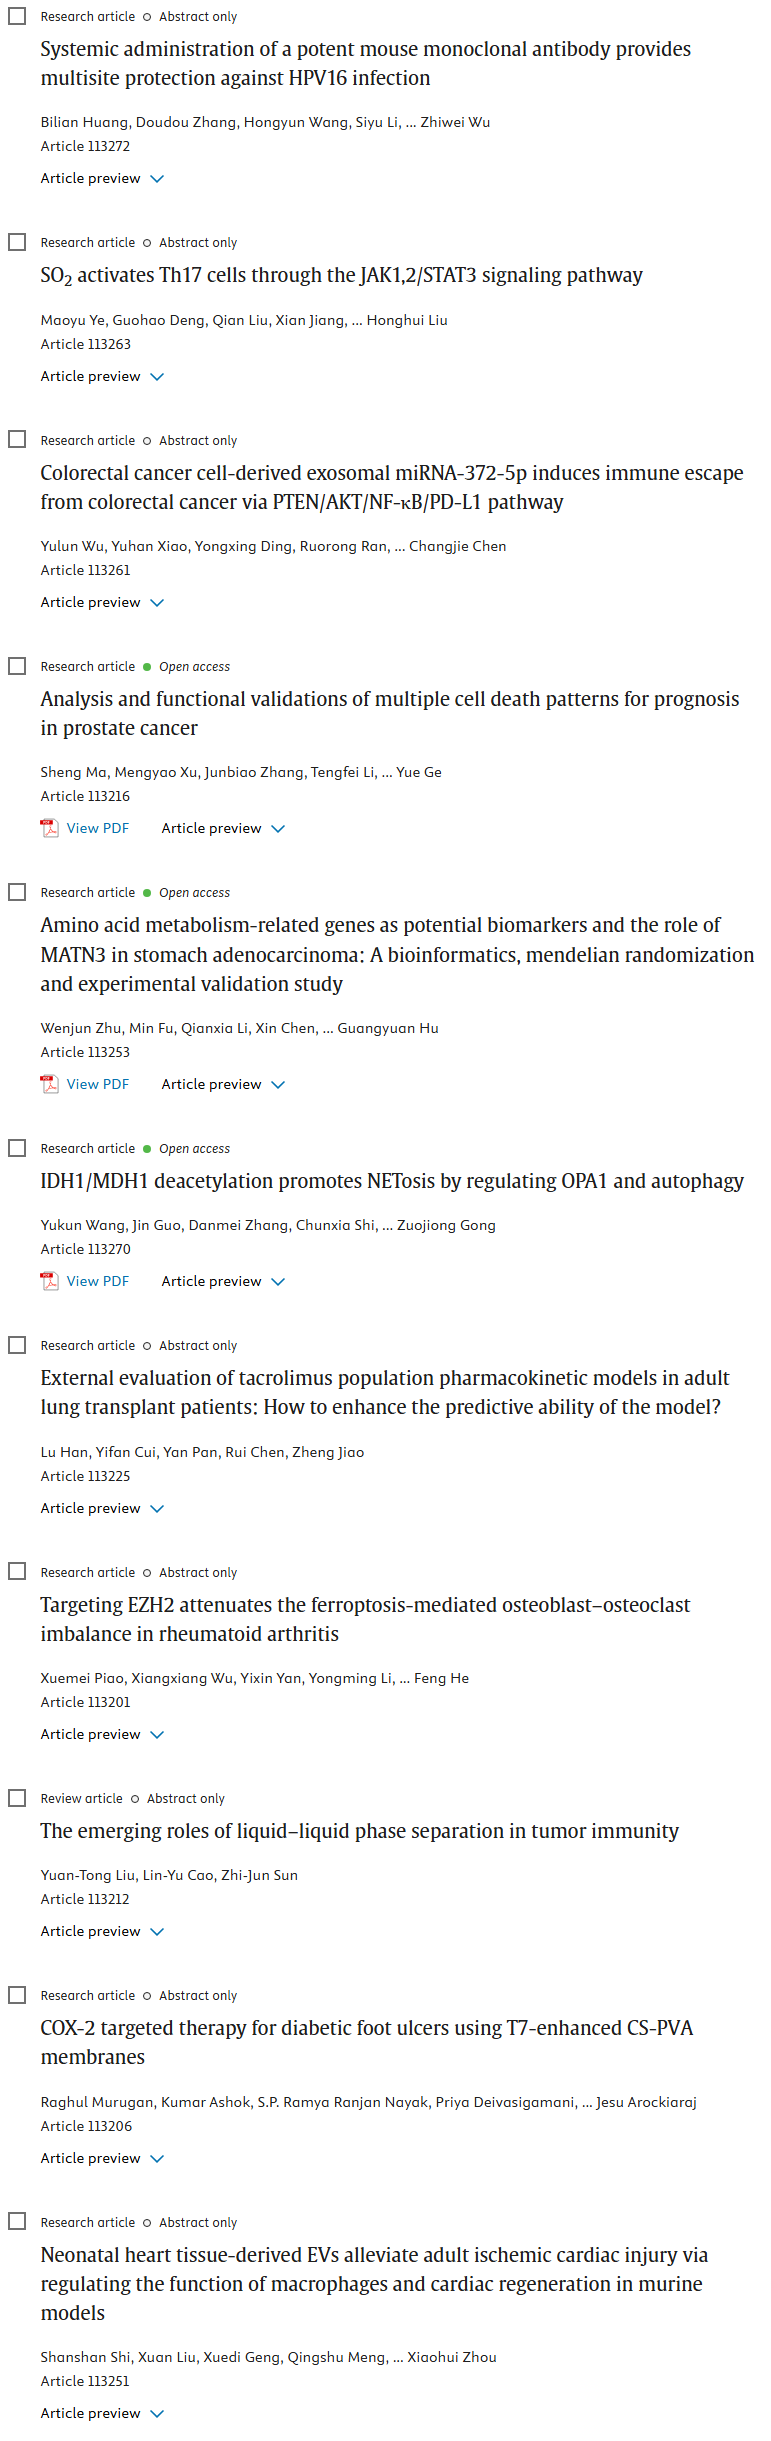 Research article Abstract only
Systemic administration of a potent mouse monoclonal antibody provides
multisite protection against HPV16 infection
Bilian Huang, Doudou Zhang, Hongyun Wang, Siyu Li, ... Zhiwei Wu
Article 113272
Article preview
Research article Abstract only
SO₂ activates Th17 cells through the JAK1,2/STAT3 signaling pathway
Maoyu Ye, Guohao Deng, Qian Liu, Xian Jiang, ... Honghui Liu
Article 113263
Article preview
Research article Abstract only
Colorectal cancer cell-derived exosomal miRNA-372-5p induces immune escape
from colorectal cancer via PTEN/AKT/NF-κB/PD-L1 pathway
Yulun Wu, Yuhan Xiao, Yongxing Ding, Ruorong Ran, ... Changjie Chen
Article 113261
Article preview
Research article Open access
Analysis and functional validations of multiple cell death patterns for prognosis
in prostate cancer
Sheng Ma, Mengyao Xu, Junbiao Zhang, Tengfei Li, ... Yue Ge
Article 113216
PDF View PDF Article preview
Research article Open access
Amino acid metabolism-related genes as potential biomarkers and the role of
MATN3 in stomach adenocarcinoma: A bioinformatics, mendelian randomization
and experimental validation study
Wenjun Zhu, Min Fu, Qianxia Li, Xin Chen, ... Guangyuan Hu
Article 113253
PDF View PDF Article preview
Research article Open access
IDH1/MDH1 deacetylation promotes NETosis by regulating OPA1 and autophagy
Yukun Wang, Jin Guo, Danmei Zhang, Chunxia Shi, ... Zuojiong Gong
Article 113270
PDF View PDF Article preview
Research article Abstract only
External evaluation of tacrolimus population pharmacokinetic models in adult
lung transplant patients: How to enhance the predictive ability of the model?
Lu Han, Yifan Cui, Yan Pan, Rui Chen, Zheng Jiao
Article 113225
Article preview
Research article Abstract only
Targeting EZH2 attenuates the ferroptosis-mediated osteoblast–osteoclast
imbalance in rheumatoid arthritis
Xuemei Piao, Xiangxiang Wu, Yixin Yan, Yongming Li, ... Feng He
Article 113201
Article preview
Review article Abstract only
The emerging roles of liquid–liquid phase separation in tumor immunity
Yuan-Tong Liu, Lin-Yu Cao, Zhi-Jun Sun
Article 113212
Article preview
Research article Abstract only
COX-2 targeted therapy for diabetic foot ulcers using T7-enhanced CS-PVA
membranes
Raghul Murugan, Kumar Ashok, S.P. Ramya Ranjan Nayak, Priya Deivasigamani, ... Jesu Arockiaraj
Article 113206
Article preview
Research article Abstract only
Neonatal heart tissue-derived EVs alleviate adult ischemic cardiac injury via
regulating the function of macrophages and cardiac regeneration in murine
models
Shanshan Shi, Xuan Liu, Xuedi Geng, Qingshu Meng, ... Xiaohui Zhou
Article 113251
Article preview